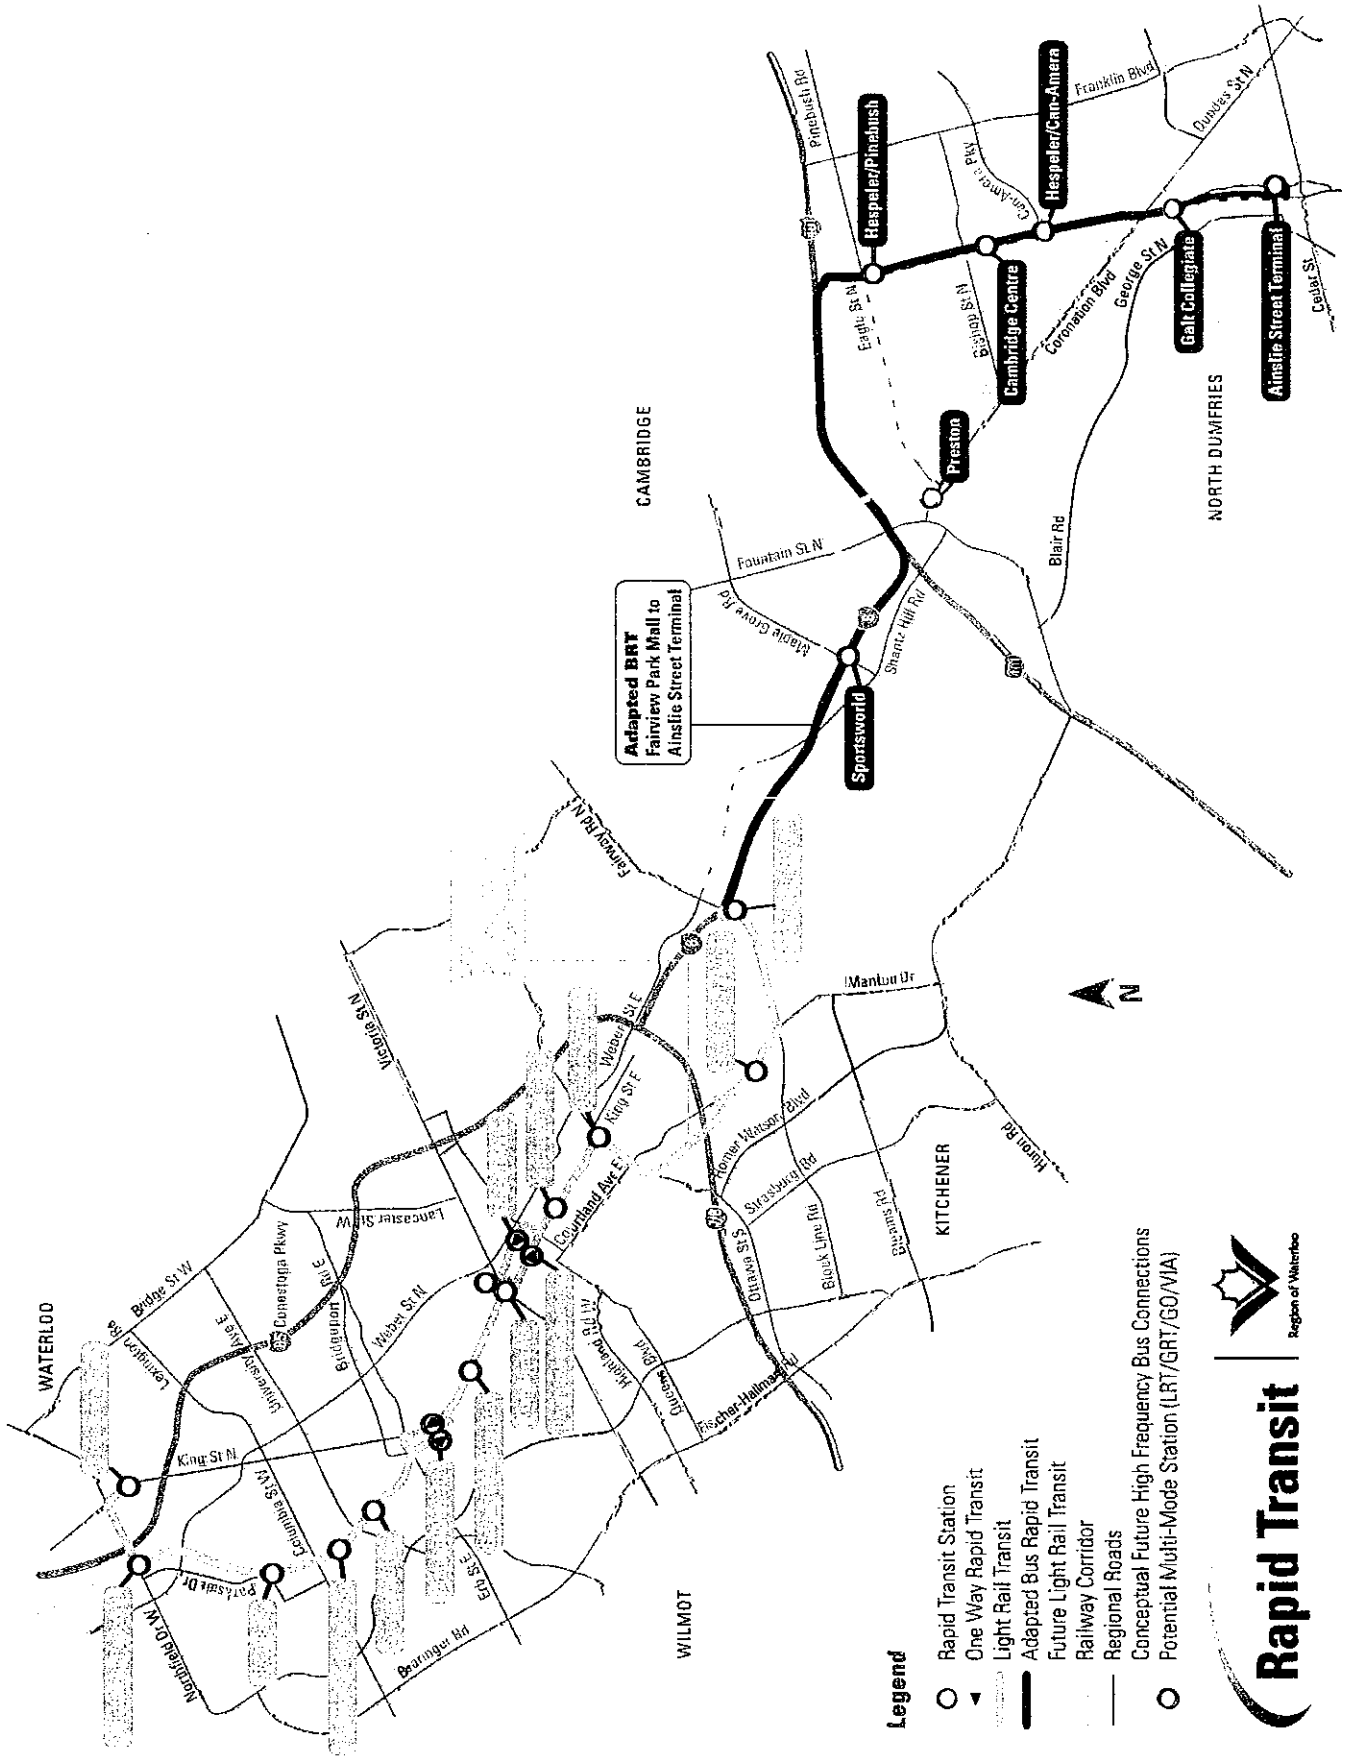 WATERLOO
Bridge St W
Lexington Rd
University Ave E
Conestoga Pkwy
Lancaster St W
Victoria St N
Bridgeport Rd E
Weber St N
King St N
Columbia St W
Parkside Dr
Northfield Dr W
Bearinger Rd
Erb St E
WILMOT
Highland Rd W
Queens Blvd
Fischer-Hallman Rd
Courtland Ave E
King St E
Weber St E
Fairway Rd N
Ottawa St S
Homer Watson Blvd
Strasburg Rd
Block Line Rd
Bleams Rd
Manitou Dr
Huron Rd
KITCHENER
N
Adapted BRT
Fairview Park Mall to
Ainslie Street Terminal
CAMBRIDGE
Fountain St N
Maple Grove Rd
Shantz Hill Rd
Sportsworld
Preston
Blair Rd
NORTH DUMFRIES
Pinebush Rd
Hespeler/Pinebush
Eagle St N
Bishop St N
Can-Amera Pky
Cambridge Centre
Hespeler/Can-Amera
Franklin Blvd
Coronation Blvd
George St N
Dundas St N
Galt Collegiate
Ainslie Street Terminal
Cedar St
Legend
Rapid Transit Station
One Way Rapid Transit
Light Rail Transit
Adapted Bus Rapid Transit
Future Light Rail Transit
Railway Corridor
Regional Roads
Conceptual Future High Frequency Bus Connections
Potential Multi-Mode Station (LRT/GRT/GO/VIA)
Rapid Transit
Region of Waterloo